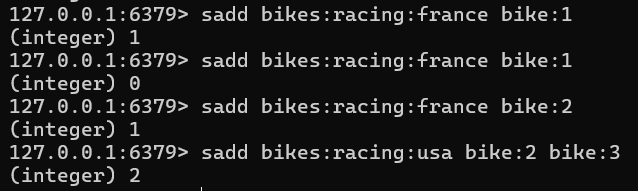 127.0.0.1:6379> sadd bikes:racing:france bike:1
(integer) 1
127.0.0.1:6379> sadd bikes:racing:france bike:1
(integer) 0
127.0.0.1:6379> sadd bikes:racing:france bike:2
(integer) 1
127.0.0.1:6379> sadd bikes:racing:usa bike:2 bike:3
(integer) 2